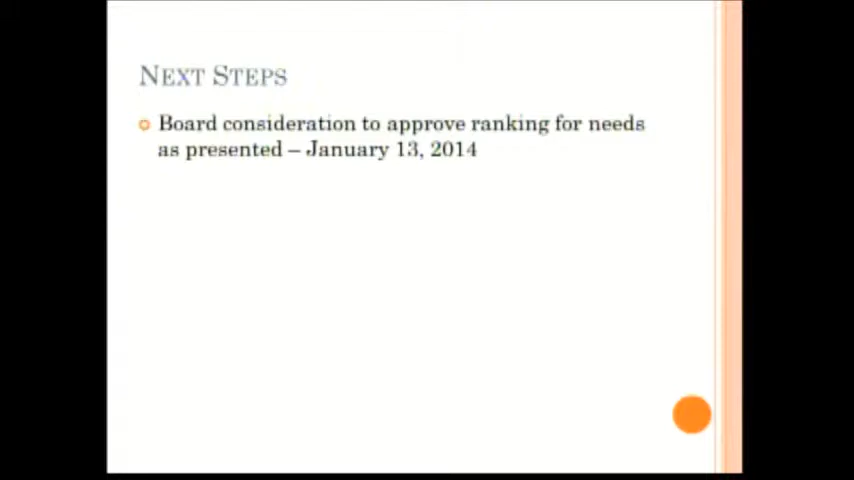 NEXT STEPS
Board consideration to approve ranking for needs
as presented – January 13, 2014